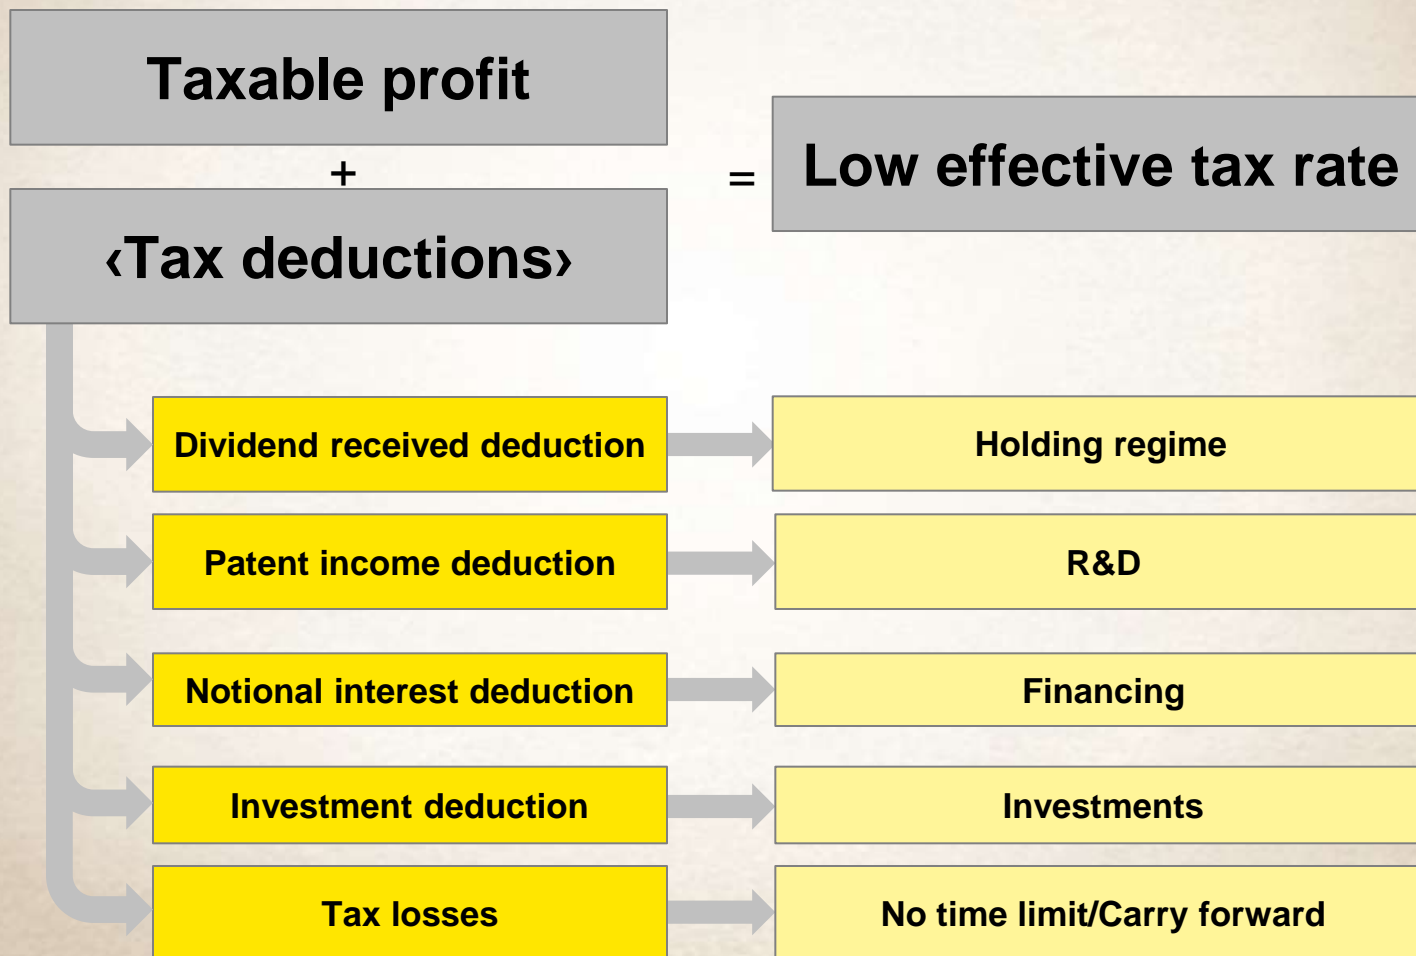 Taxable profit
+
‹Tax deductions›
=
Low effective tax rate
Dividend received deduction
Holding regime
Patent income deduction
R&D
Notional interest deduction
Financing
Investment deduction
Investments
Tax losses
No time limit/Carry forward